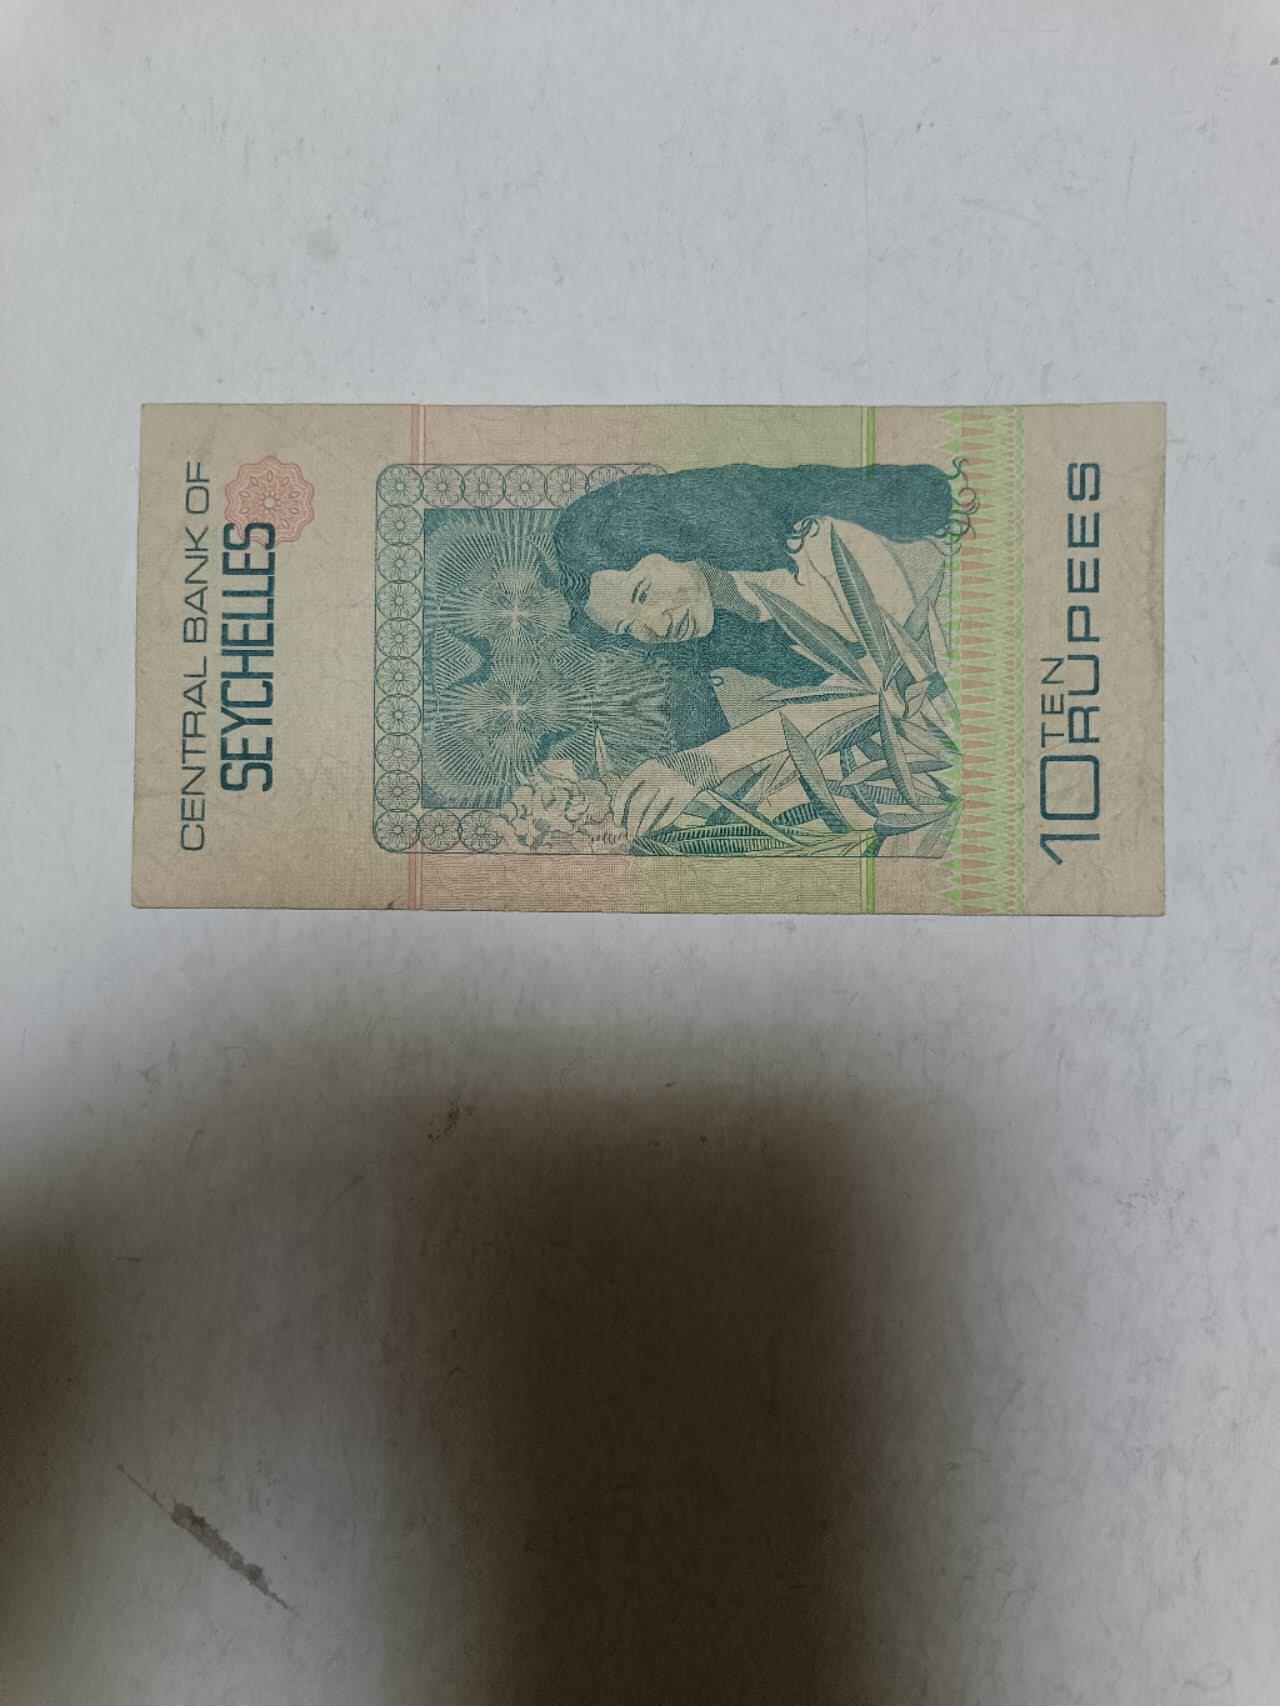 CENTRAL BANK OF
SEYCHELLES
TEN
10 RUPEES